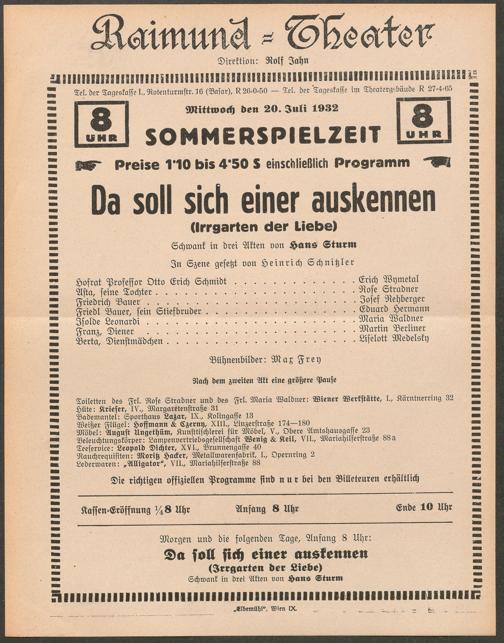 Raimund-Theater
Direktion: Rolf Jahn
Tel. der Tageskasse I., Rotenturmstr. 16 (Basar), R 26-0-50 — Tel. der Tageskasse im Theatergebäude R 27-4-65
8 UHR
Mittwoch den 20. Juli 1932
8 UHR
SOMMERSPIELZEIT
Preise 1·10 bis 4·50 S einschließlich Programm
Da soll sich einer auskennen
(Irrgarten der Liebe)
Schwank in drei Akten von Hans Sturm
In Szene gesetzt von Heinrich Schnitzler
Hofrat Professor Otto Erich Schmidt . . . . . . . . . . . . Erich Wymetal
Asta, seine Tochter . . . . . . . . . . . . Rose Stradner
Friedrich Bauer . . . . . . . . . . . . Josef Rehberger
Friedl Bauer, sein Stiefbruder . . . . . . . . . . . . Eduard Hermann
Isolde Leonardi . . . . . . . . . . . . Maria Waldner
Franz, Diener . . . . . . . . . . . . Martin Berliner
Berta, Dienstmädchen . . . . . . . . . . . . Liselott Medelsky
Bühnenbilder: Max Frey
Nach dem zweiten Akt eine größere Pause
Toiletten des Frl. Rose Stradner und des Frl. Maria Waldner: Wiener Werkstätte, I., Kärntnerring 32
Hüte: Krieser, IV., Margaretenstraße 31
Bademantel: Sporthaus Lazar, IX., Kolingasse 13
Weißer Flügel: Hoffmann & Czerny, XIII., Linzerstraße 174—180
Möbel: August Ungethüm, Kunsttischlerei für Möbel, V., Obere Amtshausgasse 23
Beleuchtungskörper: Lampenvertriebsgesellschaft Wenig & Keil, VII., Mariahilferstraße 88a
Teeservice: Leopold Dichter, XVI., Brunnengasse 40
Rauchrequisiten: Moritz Hacker, Metallwarenfabrik, I., Opernring 2
Lederwaren: „Alligator“, VII., Mariahilferstraße 88
Die richtigen offiziellen Programme sind nur bei den Billeteuren erhältlich
Kassen-Eröffnung ¼8 Uhr Anfang 8 Uhr Ende 10 Uhr
Morgen und die folgenden Tage, Anfang 8 Uhr:
Da soll sich einer auskennen
(Irrgarten der Liebe)
Schwank in drei Akten von Hans Sturm
„Elbemühl“, Wien IX.